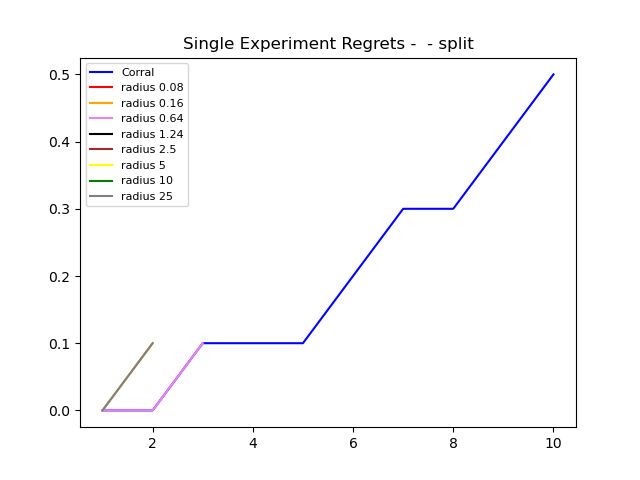 Single Experiment Regrets -  - split
Corral
radius 0.08
radius 0.16
radius 0.64
radius 1.24
radius 2.5
radius 5
radius 10
radius 25
0.5
0.4
0.3
0.2
0.1
0.0
2 4 6 8 10